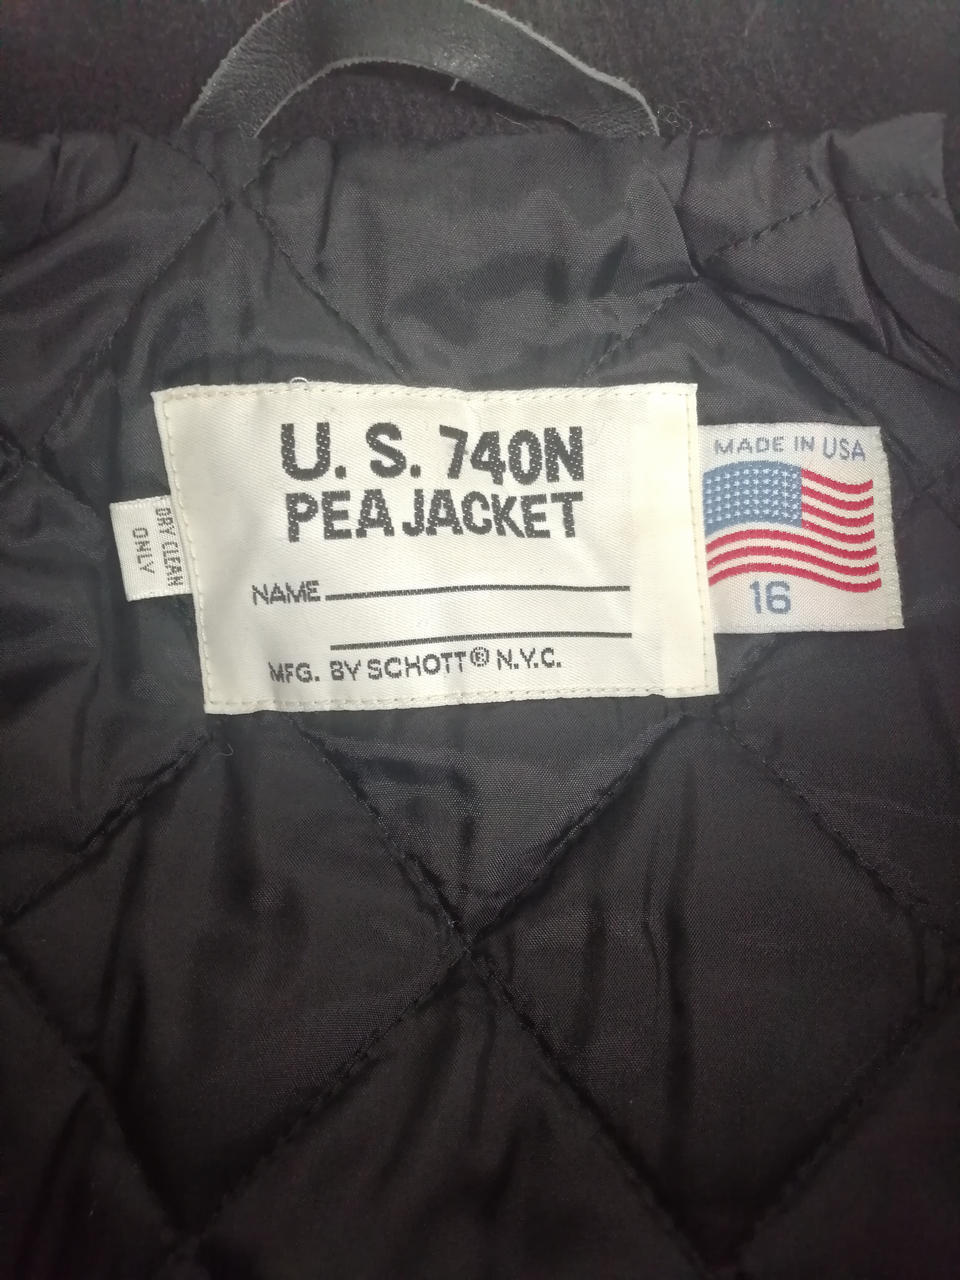 U. S. 740N
PEA JACKET
NAME
MFG. BY SCHOTT® N.Y.C.
MADE IN USA
16
DRY CLEAN
ONLY